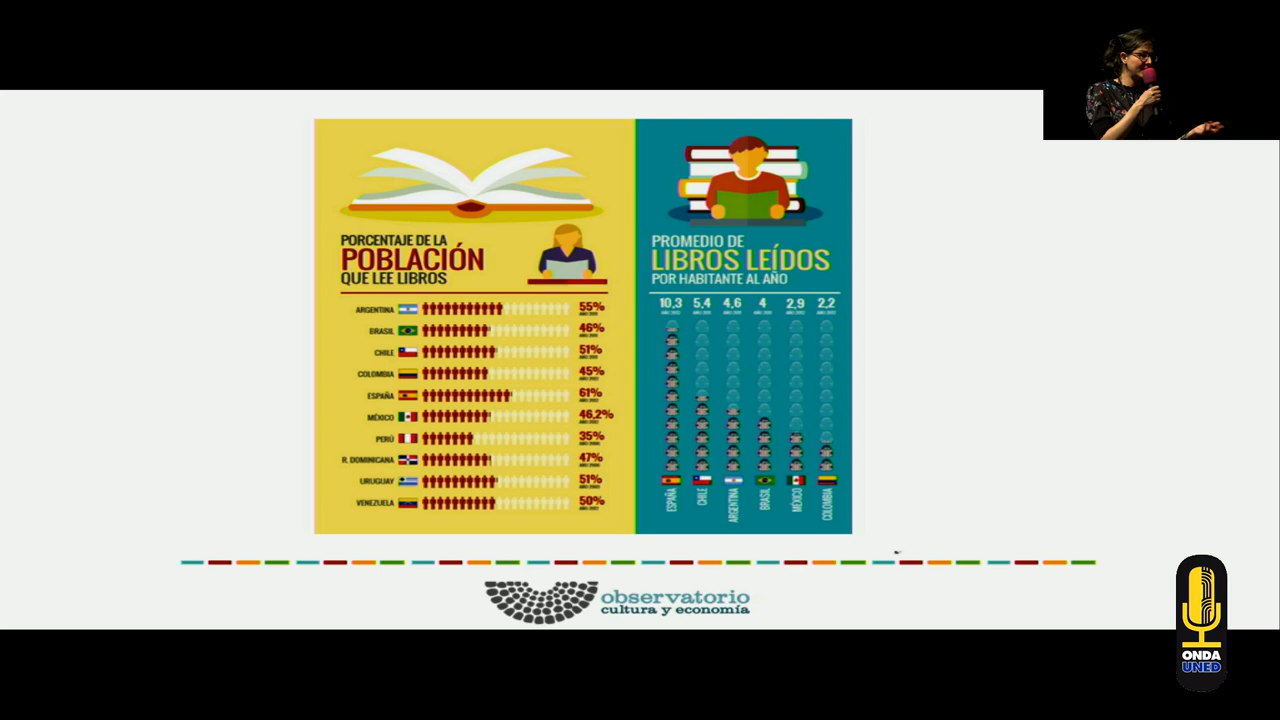 PORCENTAJE DE LA
POBLACIÓN
QUE LEE LIBROS
ARGENTINA 55%
BRASIL 46%
CHILE 51%
COLOMBIA 45%
ESPAÑA 61%
MÉXICO 46,2%
PERÚ 35%
R. DOMINICANA 47%
URUGUAY 51%
VENEZUELA 50%
PROMEDIO DE
LIBROS LEÍDOS
POR HABITANTE AL AÑO
10,3 5,4 4,6 4 2,9 2,2
ESPAÑA CHILE ARGENTINA BRASIL MÉXICO COLOMBIA
observatorio
cultura y economía
ONDA
UNED